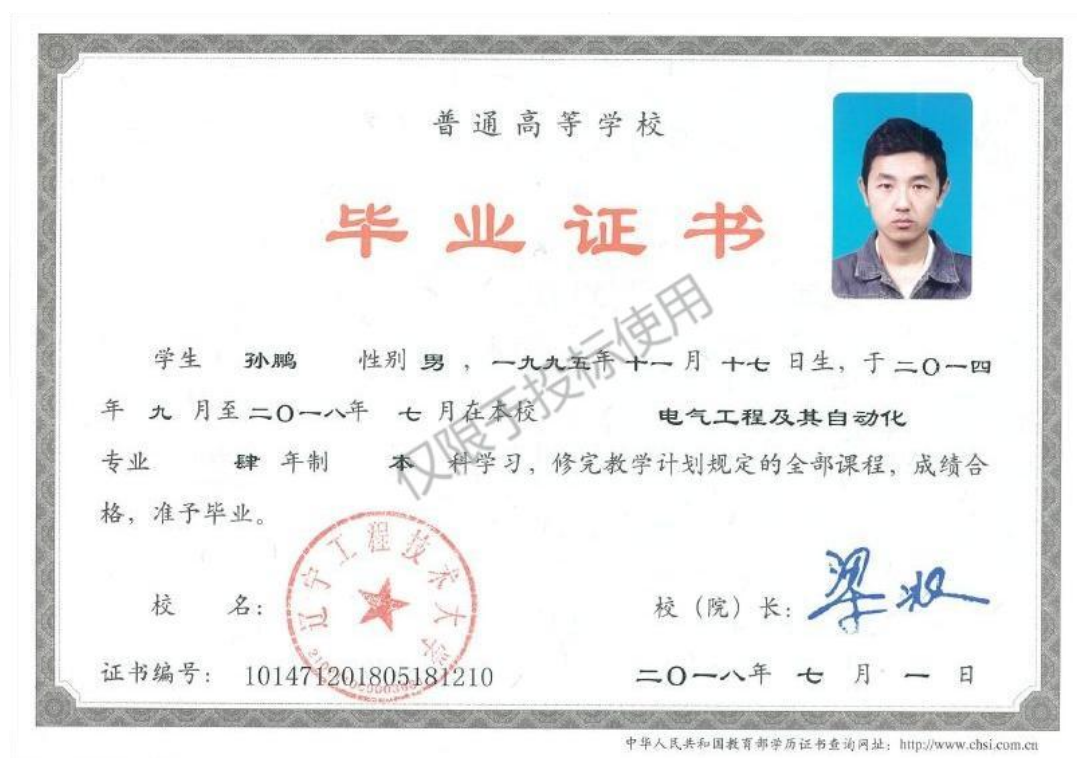 普通高等学校
毕业证书
学生 孙鹏 性别 男 ，一九九五年 十一 月 十七 日生，于 二〇一四
年 九 月至 二〇一八年 七 月在本校 电气工程及其自动化
专业 肆 年制 本 科学习，修完教学计划规定的全部课程，成绩合
格，准予毕业。
仅限于投标使用
辽宁工程技术大学
校 名：
校（院）长：
证书编号： 101471201805181210
二〇一八年 七 月 一 日
中华人民共和国教育部学历证书查询网址：http://www.chsi.com.cn